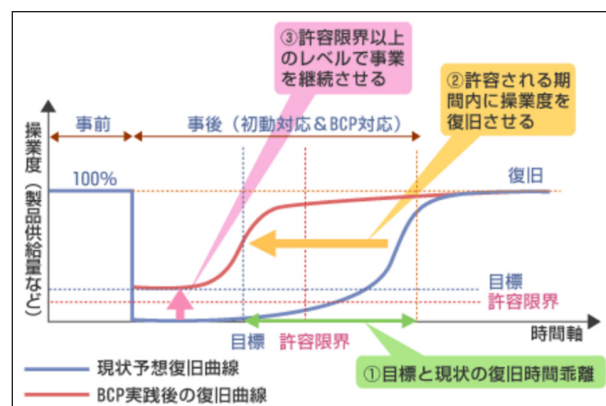 ③許容限界以上
のレベルで事業
を継続させる
②許容される期
間内に操業度を
復旧させる
事前
事後（初動対応＆BCP対応）
操業度（製品供給量など）
100%
復旧
目標
許容限界
目標
許容限界
時間軸
①目標と現状の復旧時間乖離
現状予想復旧曲線
BCP実践後の復旧曲線